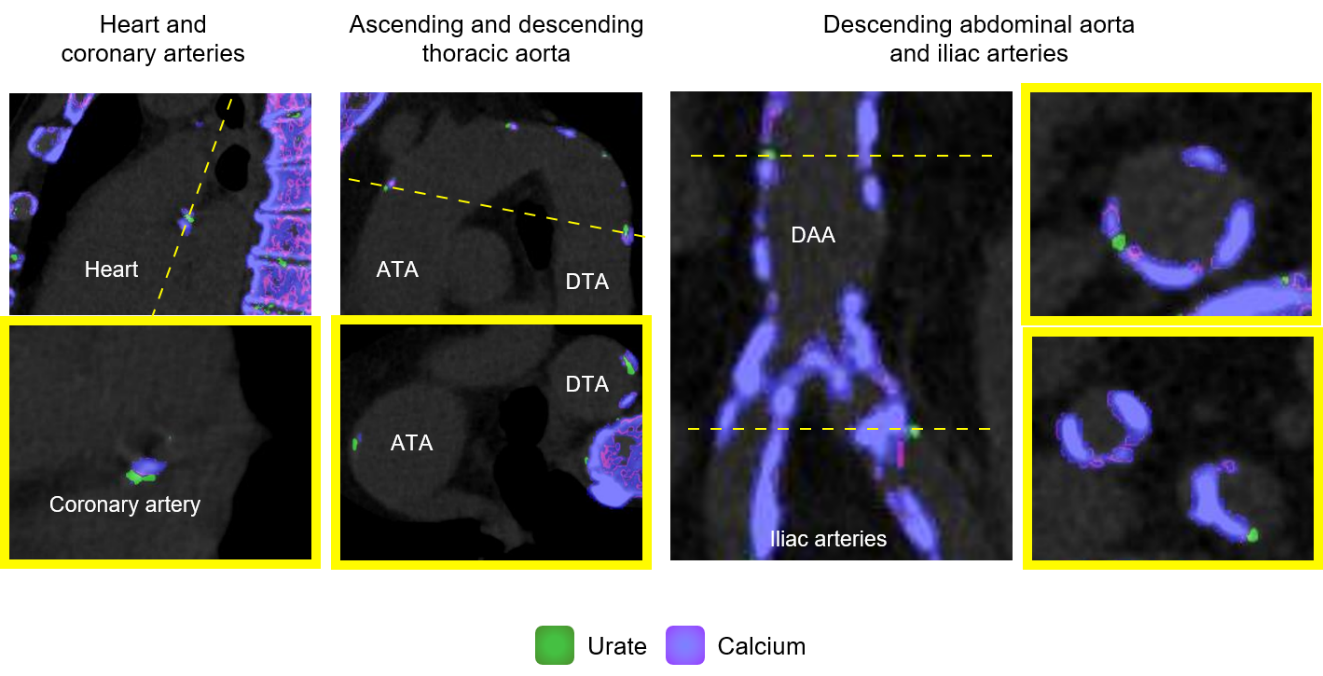 Heart and
coronary arteries
Ascending and descending
thoracic aorta
Descending abdominal aorta
and iliac arteries
Heart
ATA
DTA
DAA
Coronary artery
ATA
DTA
Iliac arteries
Urate
Calcium